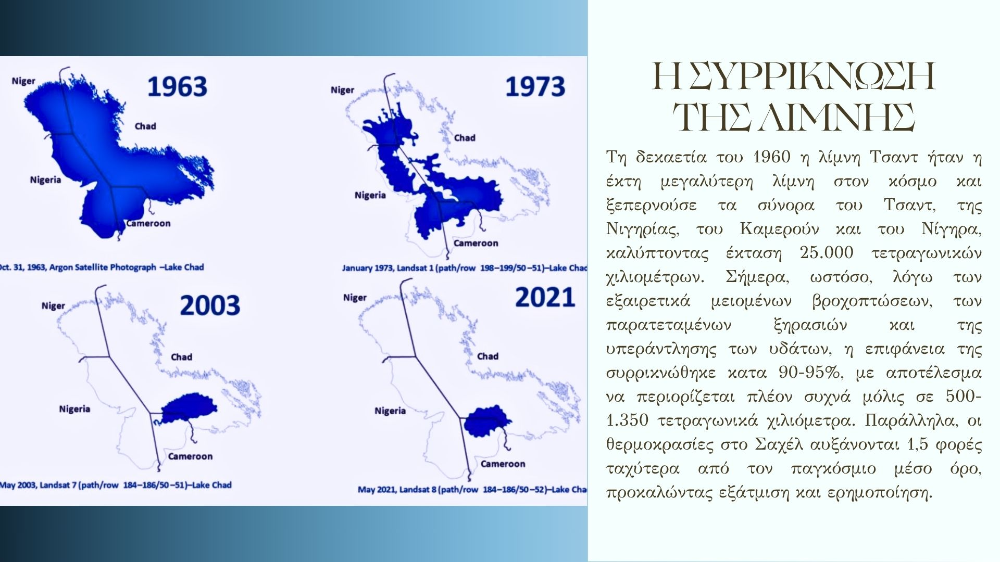 Niger
1963
Chad
Nigeria
Cameroon
Oct. 31, 1963, Argon Satellite Photograph –Lake Chad
Niger
1973
Chad
Nigeria
Cameroon
January 1973, Landsat 1 (path/row 198–199/50–51)–Lake Chad
Niger
2003
Chad
Nigeria
Cameroon
May 2003, Landsat 7 (path/row 184–186/50–51)–Lake Chad
Niger
2021
Chad
Nigeria
Cameroon
May 2021, Landsat 8 (path/row 184–186/50–52)–Lake Cha
Η ΣΥΡΡΙΚΝΩΣΗ
ΤΗΣ ΛΙΜΝΗΣ
Τη δεκαετία του 1960 η λίμνη Τσαντ ήταν η
έκτη μεγαλύτερη λίμνη στον κόσμο και
ξεπερνούσε τα σύνορα του Τσαντ, της
Νιγηρίας, του Καμερούν και του Νίγηρα,
καλύπτοντας έκταση 25.000 τετραγωνικών
χιλιομέτρων. Σήμερα, ωστόσο, λόγω των
εξαιρετικά μειομένων βροχοπτώσεων, των
παρατεταμένων ξηρασιών και της
υπεράντλησης των υδάτων, η επιφάνεια της
συρρικνώθηκε κατα 90-95%, με αποτέλεσμα
να περιορίζεται πλέον συχνά μόλις σε 500-
1.350 τετραγωνικά χιλιόμετρα. Παράλληλα, οι
θερμοκρασίες στο Σαχέλ αυξάνονται 1,5 φορές
ταχύτερα από τον παγκόσμιο μέσο όρο,
προκαλώντας εξάτμιση και ερημοποίηση.